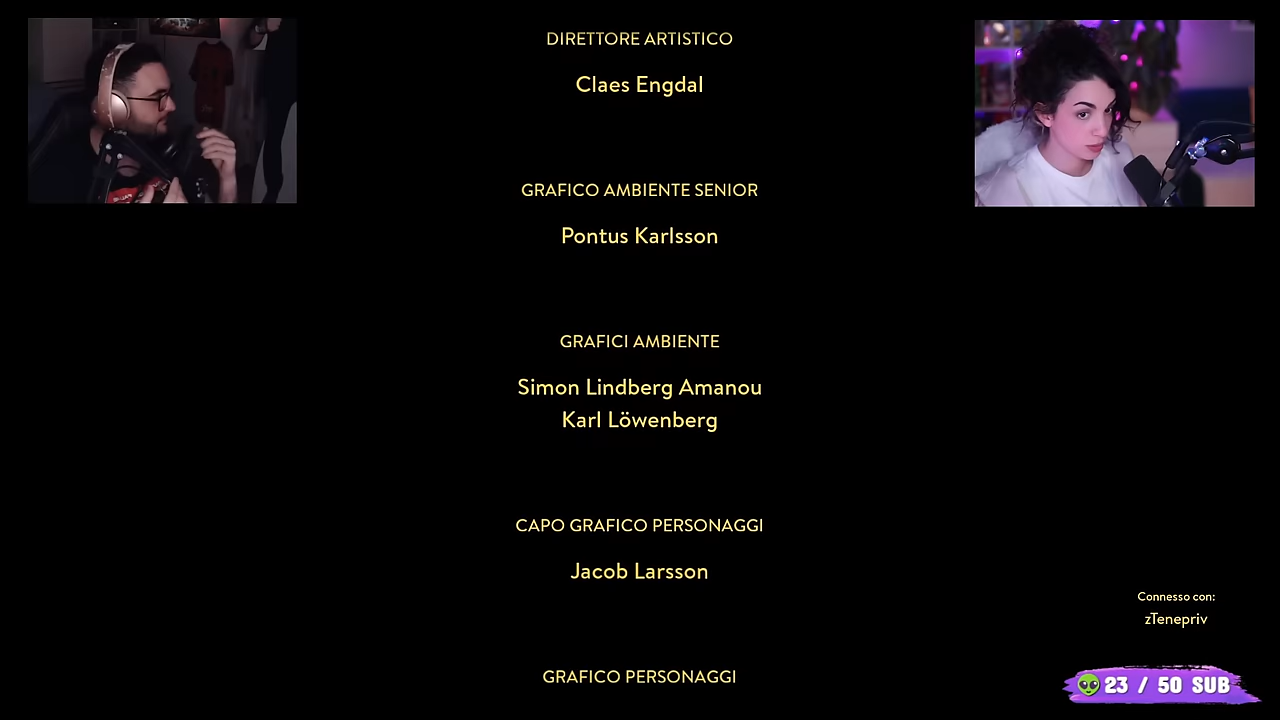 DIRETTORE ARTISTICO
Claes Engdal
GRAFICO AMBIENTE SENIOR
Pontus Karlsson
GRAFICI AMBIENTE
Simon Lindberg Amanou
Karl Löwenberg
CAPO GRAFICO PERSONAGGI
Jacob Larsson
GRAFICO PERSONAGGI
Connesso con:
zTenepriv
23 / 50 SUB